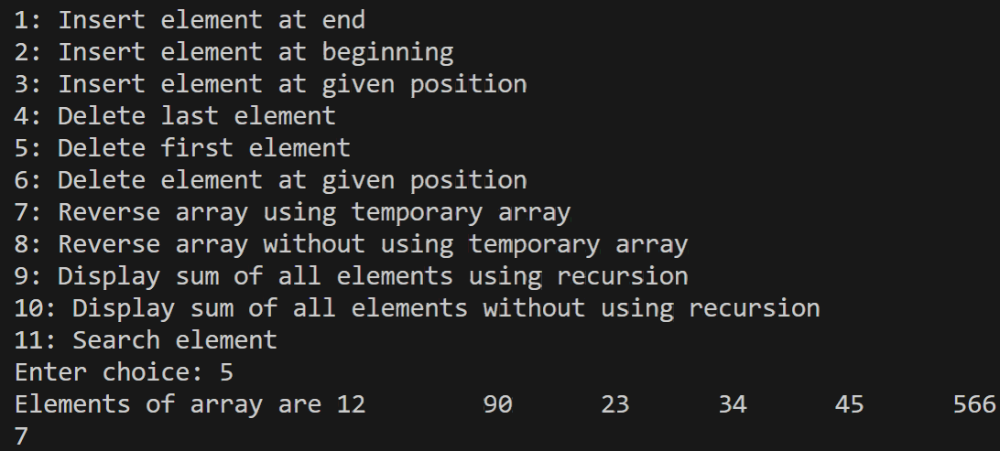 1: Insert element at end
2: Insert element at beginning
3: Insert element at given position
4: Delete last element
5: Delete first element
6: Delete element at given position
7: Reverse array using temporary array
8: Reverse array without using temporary array
9: Display sum of all elements using recursion
10: Display sum of all elements without using recursion
11: Search element
Enter choice: 5
Elements of array are 12        90      23      34      45      566
7